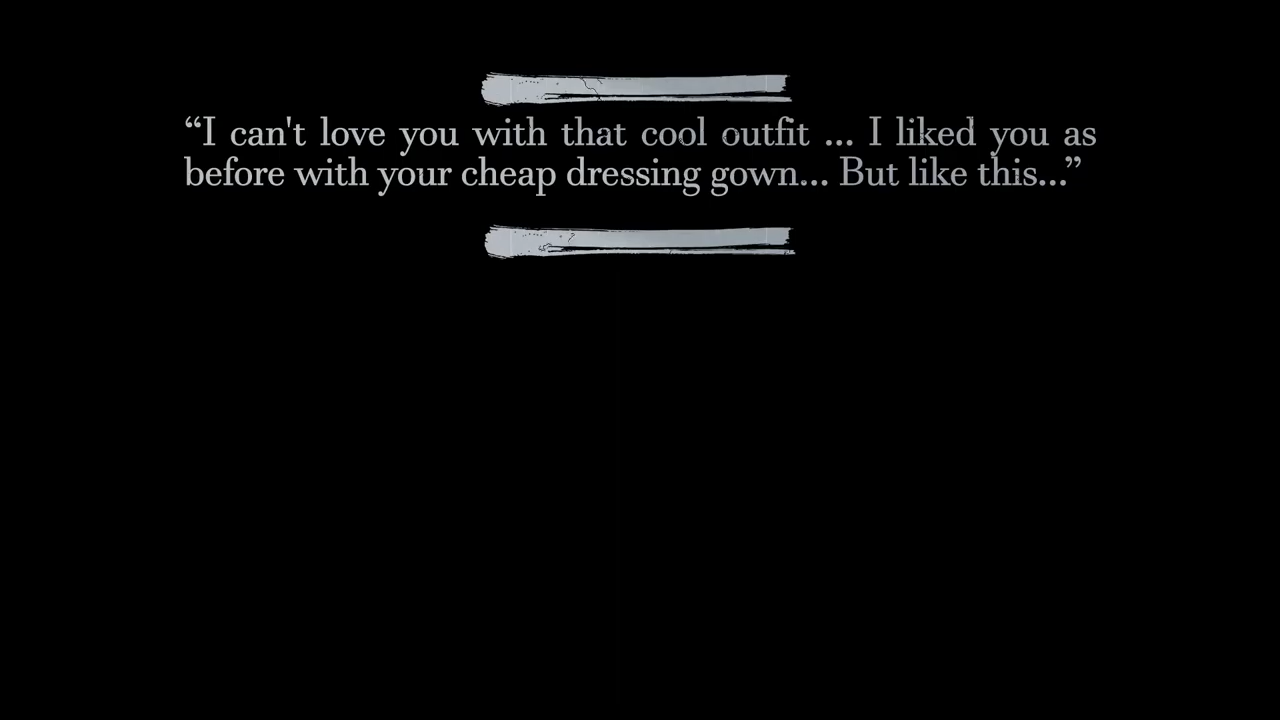 “I can't love you with that cool outfit ... I liked you as
before with your cheap dressing gown... But like this...”